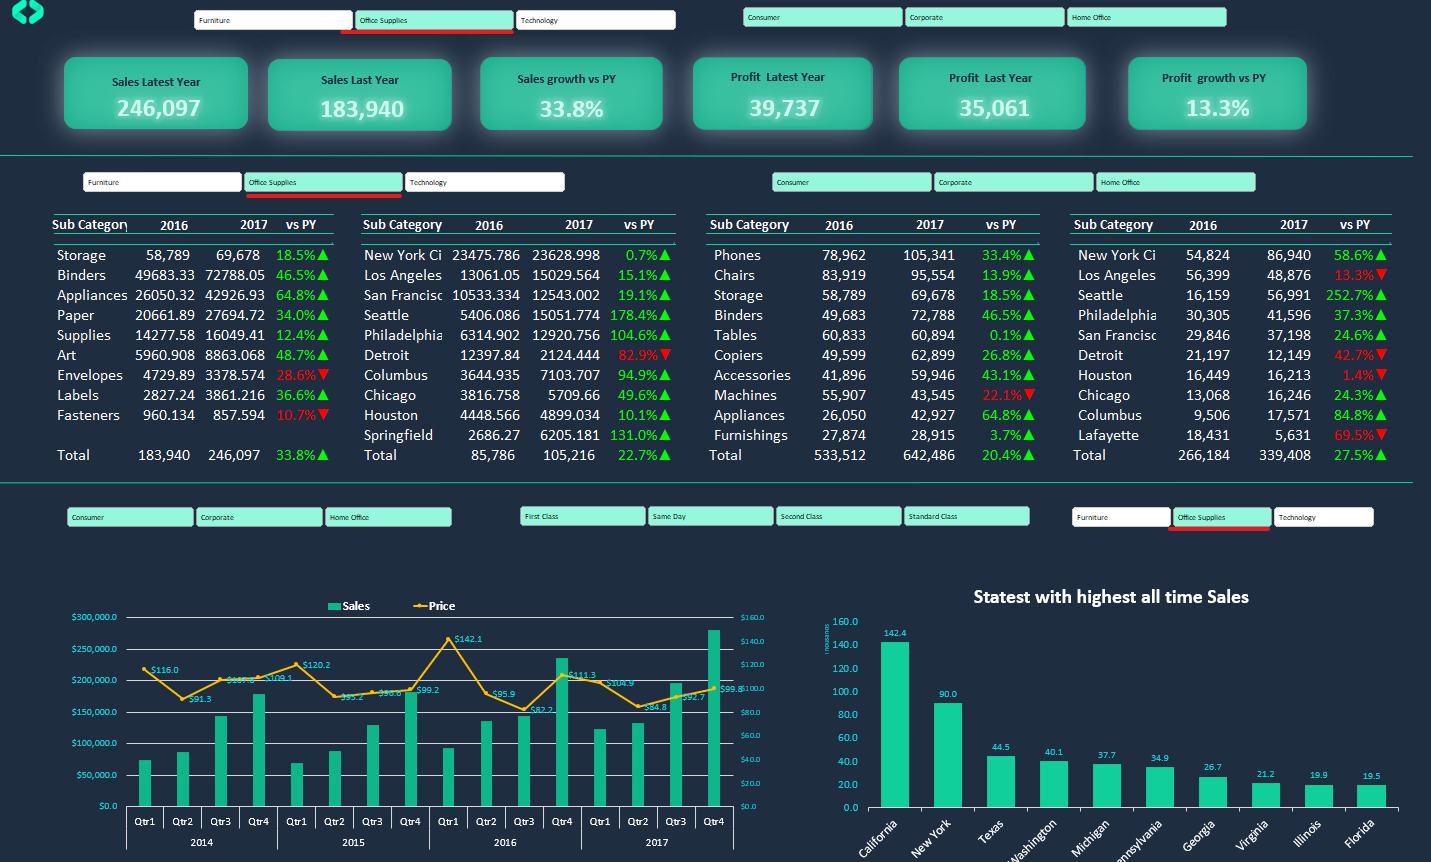 Furniture Office Supplies Technology Consumer Corporate Home Office
Sales Latest Year Sales Last Year Sales growth vs PY Profit Latest Year Profit Last Year Profit growth vs PY
246,097 183,940 33.8% 39,737 35,061 13.3%
Furniture Office Supplies Technology Consumer Corporate Home Office
Sub Category 2016 2017 vs PY Sub Category 2016 2017 vs PY Sub Category 2016 2017 vs PY Sub Category 2016 2017 vs PY
Storage 58,789 69,678 18.5%▲ New York Ci 23475.786 23628.998 0.7%▲ Phones 78,962 105,341 33.4%▲ New York Ci 54,824 86,940 58.6%▲
Binders 49683.33 72788.05 46.5%▲ Los Angeles 13061.05 15029.564 15.1%▲ Chairs 83,919 95,554 13.9%▲ Los Angeles 56,399 48,876 13.3%▼
Appliances 26050.32 42926.93 64.8%▲ San Francisc 10533.334 12543.002 19.1%▲ Storage 58,789 69,678 18.5%▲ Seattle 16,159 56,991 252.7%▲
Paper 20661.89 27694.72 34.0%▲ Seattle 5406.086 15051.774 178.4%▲ Binders 49,683 72,788 46.5%▲ Philadelphia 30,305 41,596 37.3%▲
Supplies 14277.58 16049.41 12.4%▲ Philadelphia 6314.902 12920.756 104.6%▲ Tables 60,833 60,894 0.1%▲ San Francisc 29,846 37,198 24.6%▲
Art 5960.908 8863.068 48.7%▲ Detroit 12397.84 2124.444 82.9%▼ Copiers 49,599 62,899 26.8%▲ Detroit 21,197 12,149 42.7%▼
Envelopes 4729.89 3378.574 28.6%▼ Columbus 3644.935 7103.707 94.9%▲ Accessories 41,896 59,946 43.1%▲ Houston 16,449 16,213 1.4%▼
Labels 2827.24 3861.216 36.6%▲ Chicago 3816.758 5709.66 49.6%▲ Machines 55,907 43,545 22.1%▼ Chicago 13,068 16,246 24.3%▲
Fasteners 960.134 857.594 10.7%▼ Houston 4448.566 4899.034 10.1%▲ Appliances 26,050 42,927 64.8%▲ Columbus 9,506 17,571 84.8%▲
Springfield 2686.27 6205.181 131.0%▲ Furnishings 27,874 28,915 3.7%▲ Lafayette 18,431 5,631 69.5%▼
Total 183,940 246,097 33.8%▲ Total 85,786 105,216 22.7%▲ Total 533,512 642,486 20.4%▲ Total 266,184 339,408 27.5%▲
Consumer Corporate Home Office First Class Same Day Second Class Standard Class Furniture Office Supplies Technology
Sales Price
$300,000.0
$250,000.0
$200,000.0
$150,000.0
$100,000.0
$50,000.0
$0.0
$116.0 $91.3 $109.1 $120.2 $99.2 $142.1 $95.9 $82.2 $111.3 $104.9 $84.8 $92.7 $99.8
$160.0
$140.0
$120.0
$100.0
$80.0
$60.0
$40.0
$20.0
$0.0
Qtr1 Qtr2 Qtr3 Qtr4 Qtr1 Qtr2 Qtr3 Qtr4 Qtr1 Qtr2 Qtr3 Qtr4 Qtr1 Qtr2 Qtr3 Qtr4
2014 2015 2016 2017
Statest with highest all time Sales
Thousands
160.0
140.0
120.0
100.0
80.0
60.0
40.0
20.0
0.0
142.4 90.0 44.5 40.1 37.7 34.9 26.7 21.2 19.9 19.5
California New York Texas Washington Michigan ennsylvania Georgia Virginia Illinois Florida